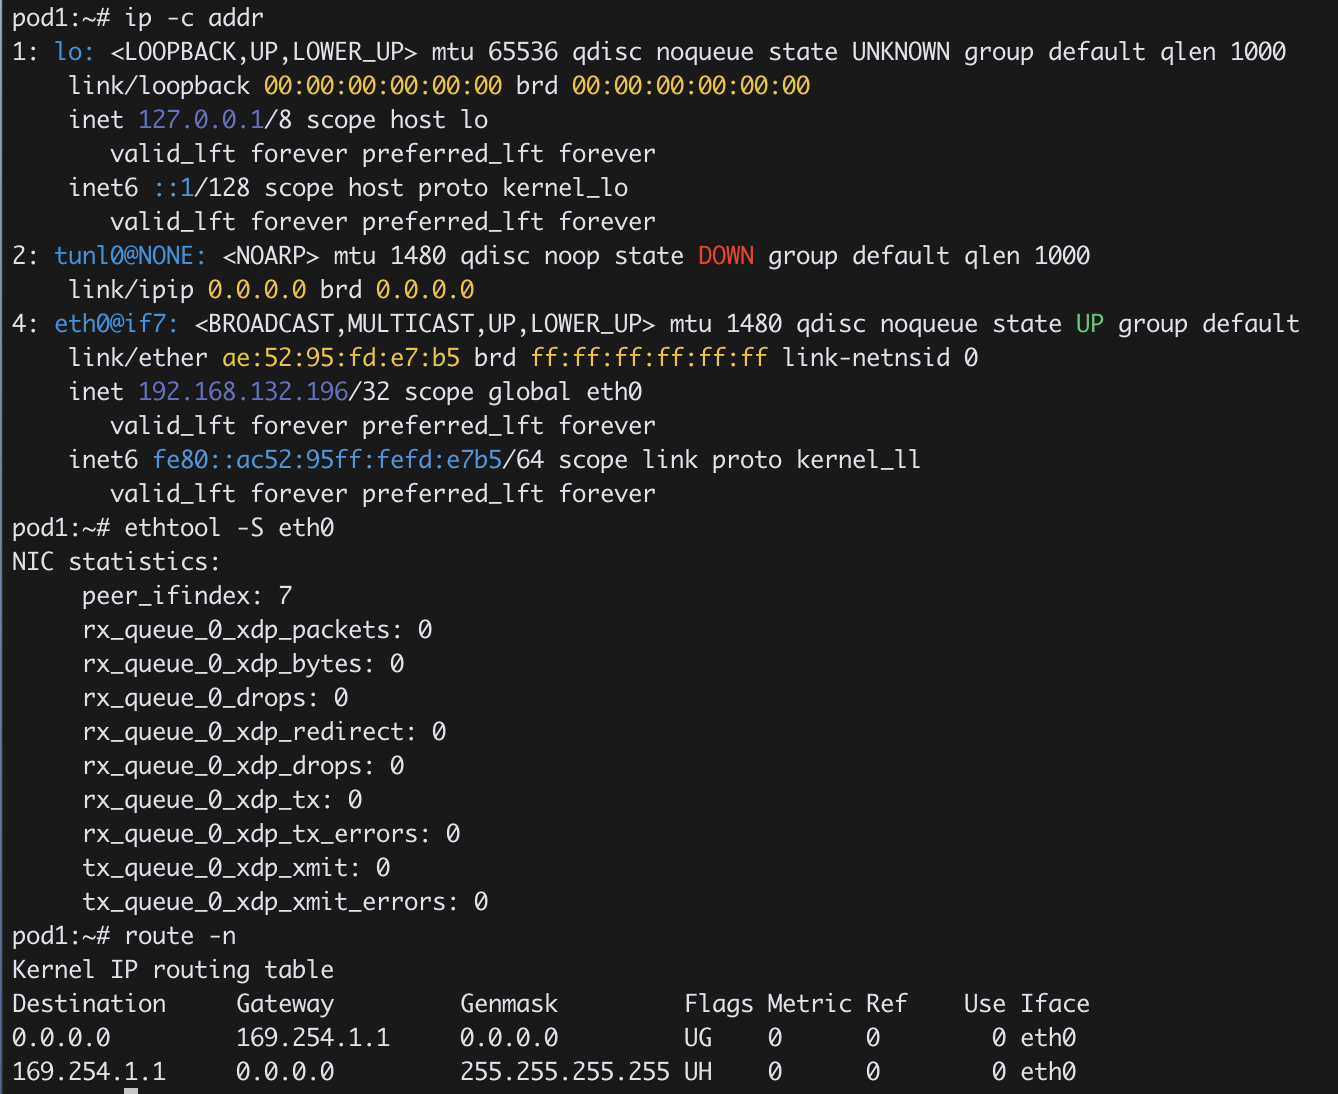 pod1:~# ip -c addr
1: lo: <LOOPBACK,UP,LOWER_UP> mtu 65536 qdisc noqueue state UNKNOWN group default qlen 1000
    link/loopback 00:00:00:00:00:00 brd 00:00:00:00:00:00
    inet 127.0.0.1/8 scope host lo
       valid_lft forever preferred_lft forever
    inet6 ::1/128 scope host proto kernel_lo
       valid_lft forever preferred_lft forever
2: tunl0@NONE: <NOARP> mtu 1480 qdisc noop state DOWN group default qlen 1000
    link/ipip 0.0.0.0 brd 0.0.0.0
4: eth0@if7: <BROADCAST,MULTICAST,UP,LOWER_UP> mtu 1480 qdisc noqueue state UP group default
    link/ether ae:52:95:fd:e7:b5 brd ff:ff:ff:ff:ff:ff link-netnsid 0
    inet 192.168.132.196/32 scope global eth0
       valid_lft forever preferred_lft forever
    inet6 fe80::ac52:95ff:fefd:e7b5/64 scope link proto kernel_ll
       valid_lft forever preferred_lft forever
pod1:~# ethtool -S eth0
NIC statistics:
     peer_ifindex: 7
     rx_queue_0_xdp_packets: 0
     rx_queue_0_xdp_bytes: 0
     rx_queue_0_drops: 0
     rx_queue_0_xdp_redirect: 0
     rx_queue_0_xdp_drops: 0
     rx_queue_0_xdp_tx: 0
     rx_queue_0_xdp_tx_errors: 0
     tx_queue_0_xdp_xmit: 0
     tx_queue_0_xdp_xmit_errors: 0
pod1:~# route -n
Kernel IP routing table
Destination     Gateway         Genmask         Flags Metric Ref    Use Iface
0.0.0.0         169.254.1.1     0.0.0.0         UG    0      0        0 eth0
169.254.1.1     0.0.0.0         255.255.255.255 UH    0      0        0 eth0